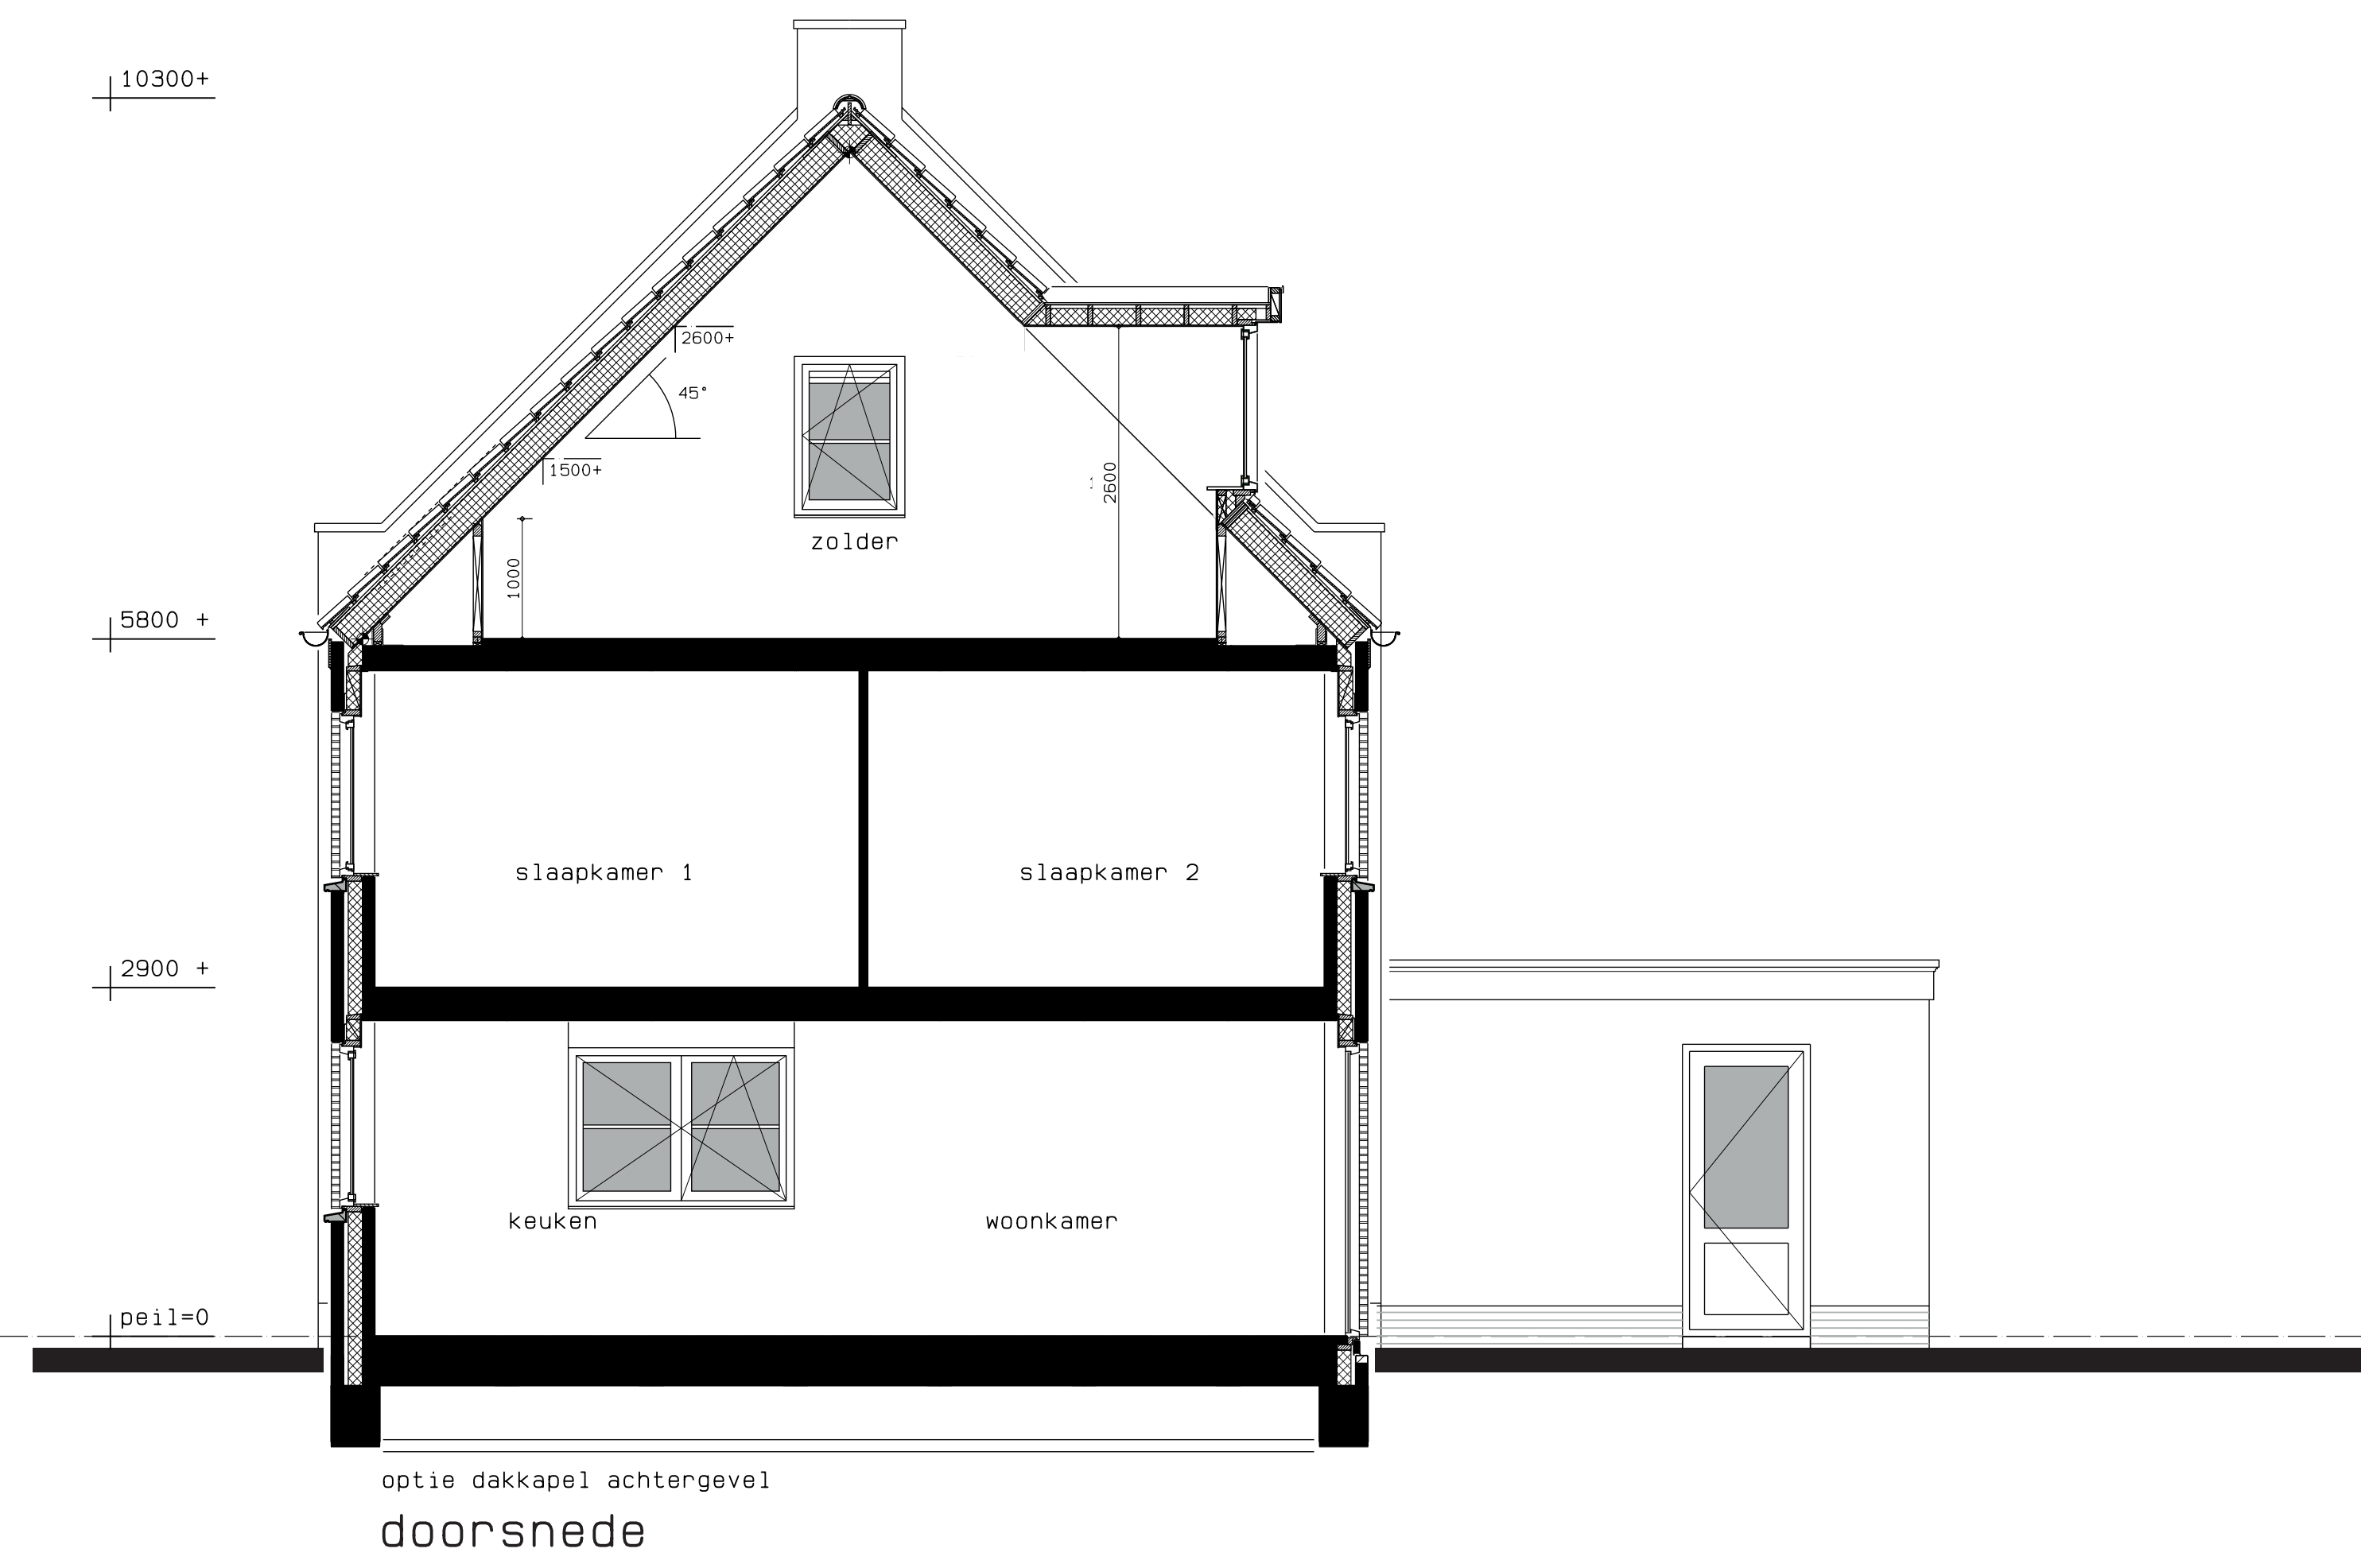 10300+
2600+
45°
1500+
2600
zolder
1000
5800 +
slaapkamer 1
slaapkamer 2
2900 +
keuken
woonkamer
peil=0
optie dakkapel achtergevel
doorsnede